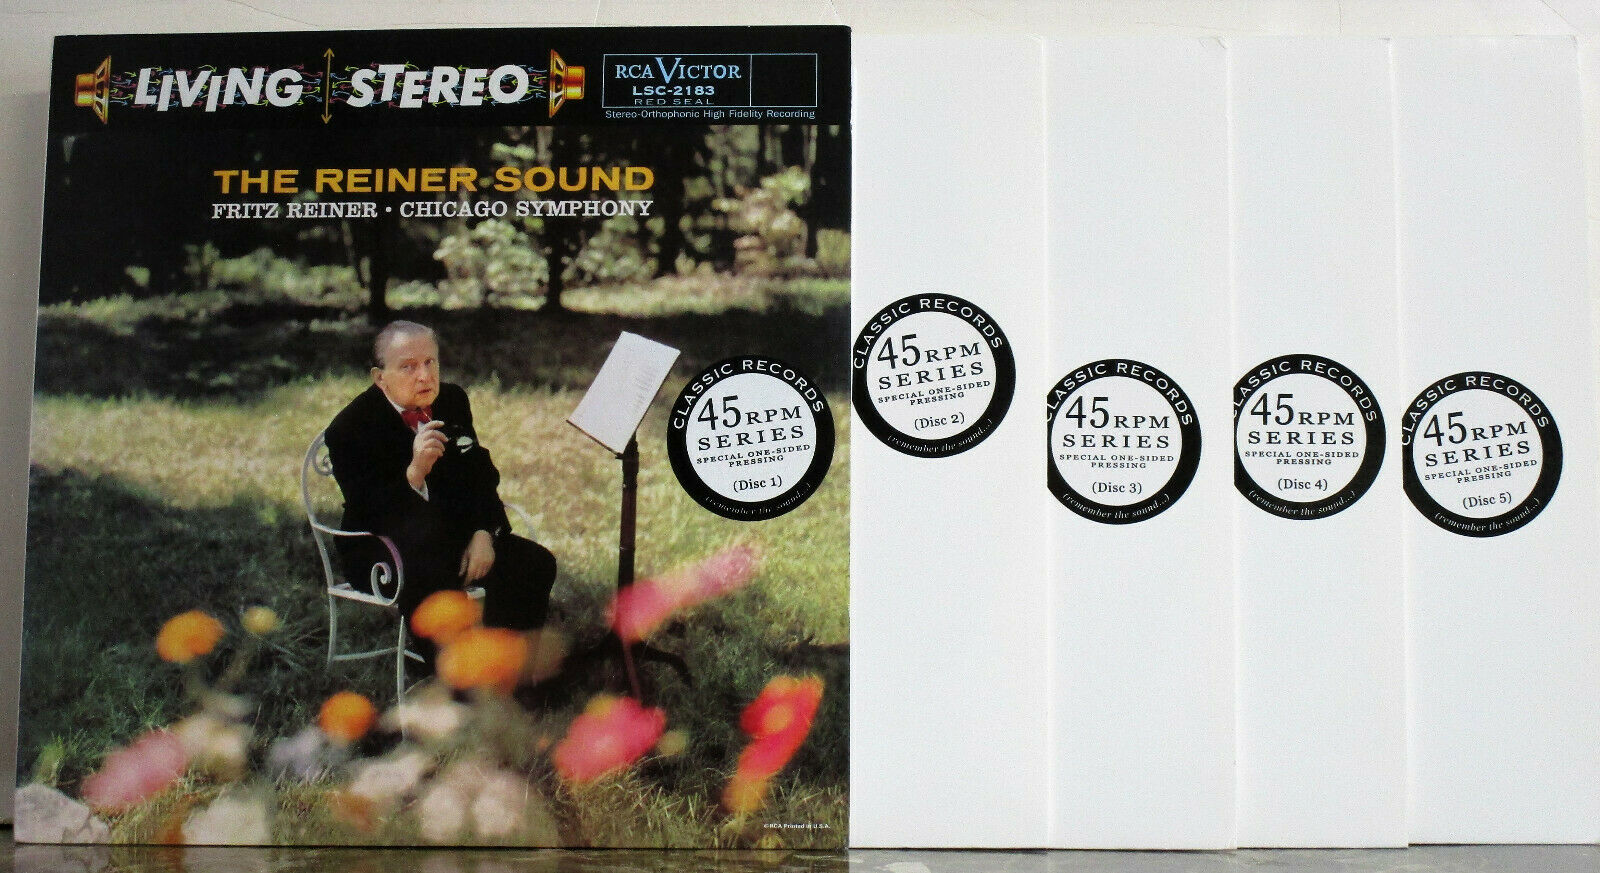 LIVING STEREO
RCA VICTOR
LSC-2183
RED SEAL
Stereo-Orthophonic High Fidelity Recording
THE REINER SOUND
FRITZ REINER • CHICAGO SYMPHONY
CLASSIC RECORDS
45 RPM
SERIES
SPECIAL ONE-SIDED
PRESSING
(Disc 1)
(remember the sound...)
©RCA Printed in U.S.A.
CLASSIC RECORDS
45 RPM
SERIES
SPECIAL ONE-SIDED
PRESSING
(Disc 2)
(remember the sound...)
CLASSIC RECORDS
45 RPM
SERIES
SPECIAL ONE-SIDED
PRESSING
(Disc 3)
(remember the sound...)
CLASSIC RECORDS
45 RPM
SERIES
SPECIAL ONE-SIDED
PRESSING
(Disc 4)
(remember the sound...)
CLASSIC RECORDS
45 RPM
SERIES
SPECIAL ONE-SIDED
PRESSING
(Disc 5)
(remember the sound...)